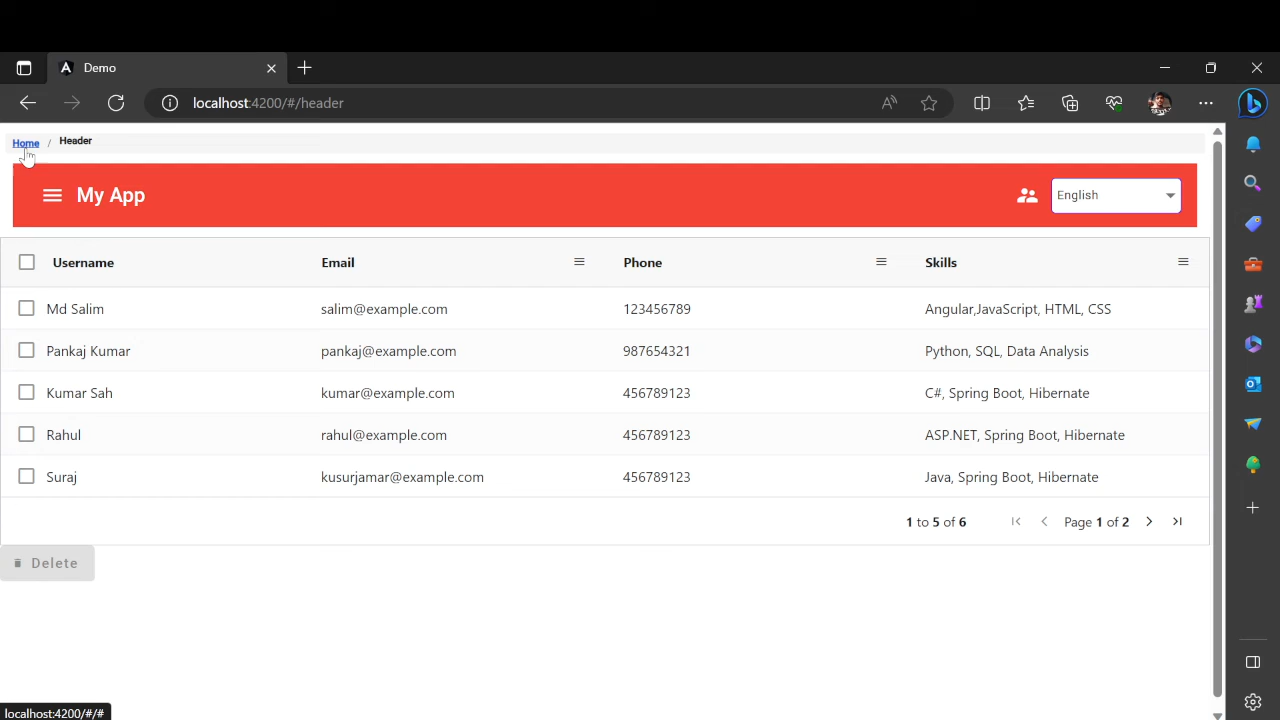 Demo
localhost:4200/#/header
Home / Header
My App
English
Username Email Phone Skills
Md Salim salim@example.com 123456789 Angular,JavaScript, HTML, CSS
Pankaj Kumar pankaj@example.com 987654321 Python, SQL, Data Analysis
Kumar Sah kumar@example.com 456789123 C#, Spring Boot, Hibernate
Rahul rahul@example.com 456789123 ASP.NET, Spring Boot, Hibernate
Suraj kusurjamar@example.com 456789123 Java, Spring Boot, Hibernate
1 to 5 of 6 Page 1 of 2
Delete
localhost:4200/#/#